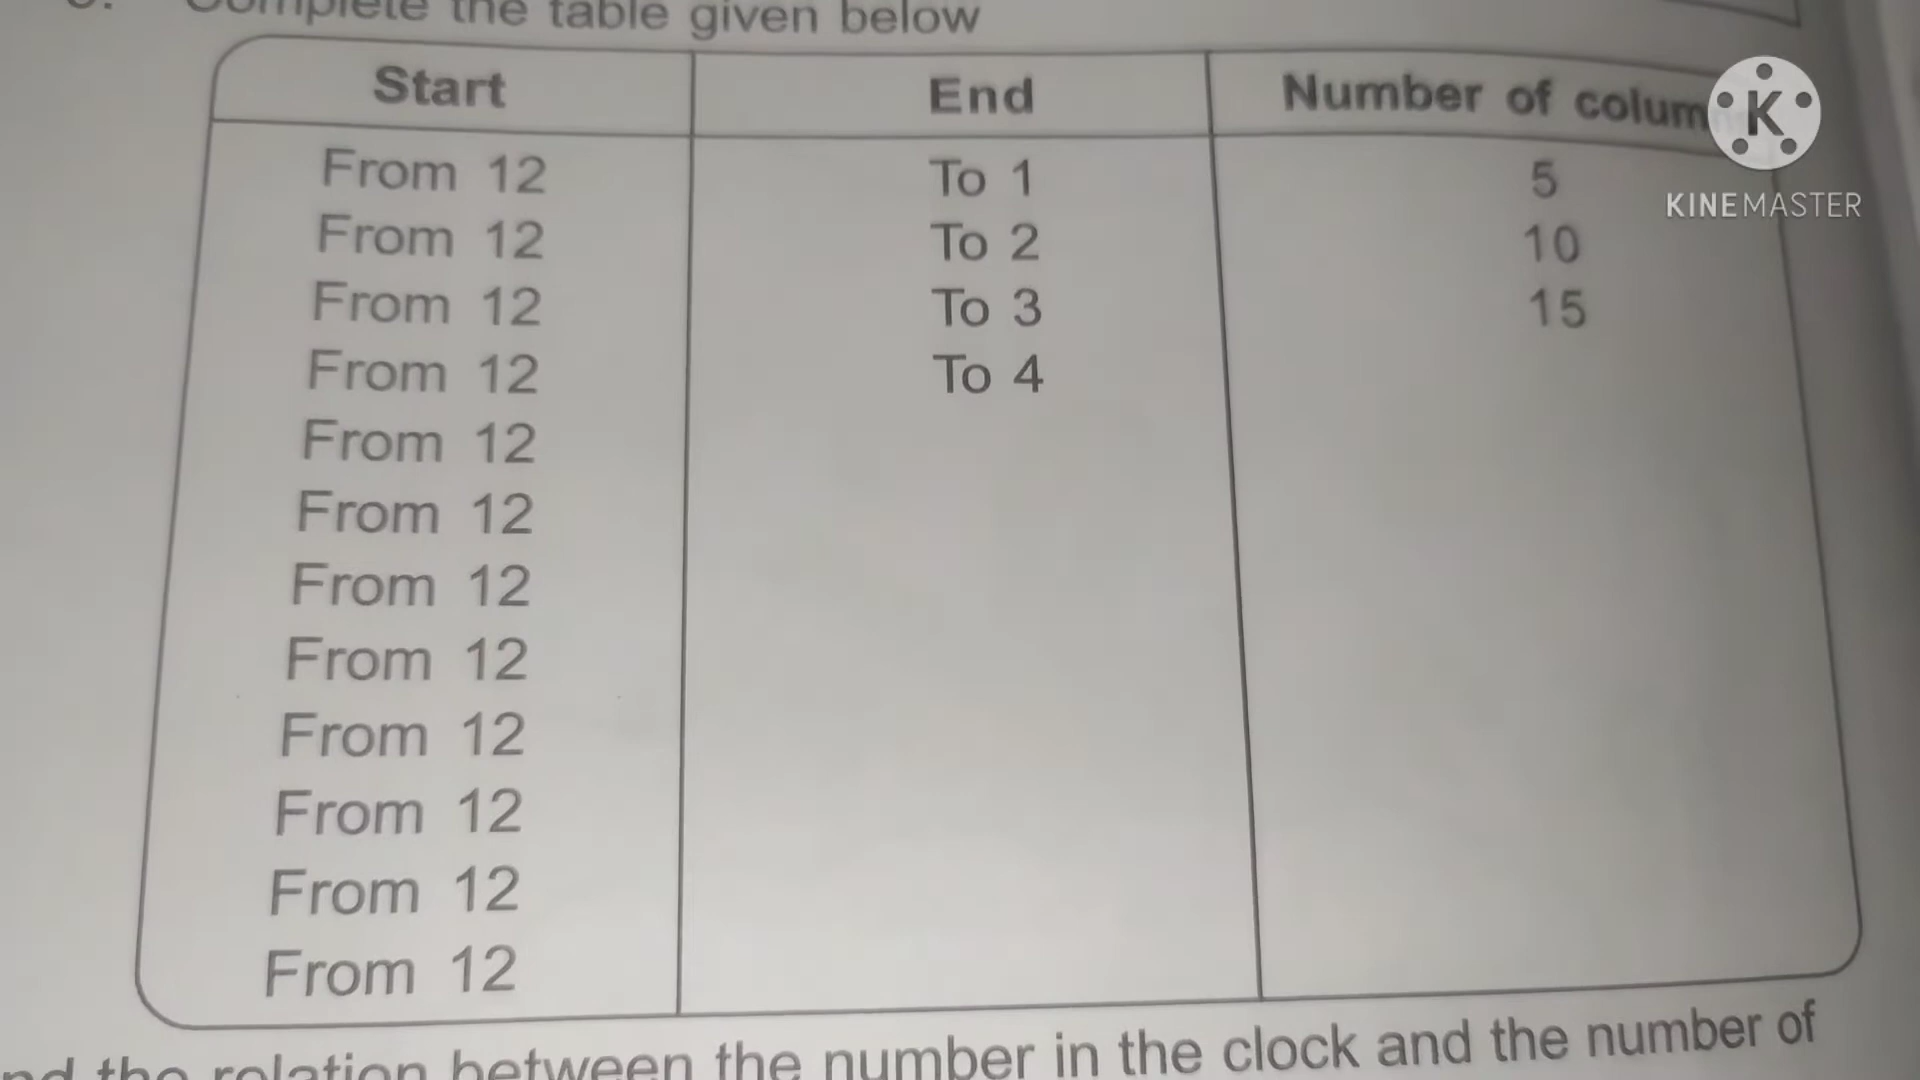 Complete the table given below
Start End Number of colum
From 12 To 1 5
From 12 To 2 10
From 12 To 3 15
From 12 To 4
From 12
From 12
From 12
From 12
From 12
From 12
From 12
From 12
the relation between the number in the clock and the number of
K
KINEMASTER